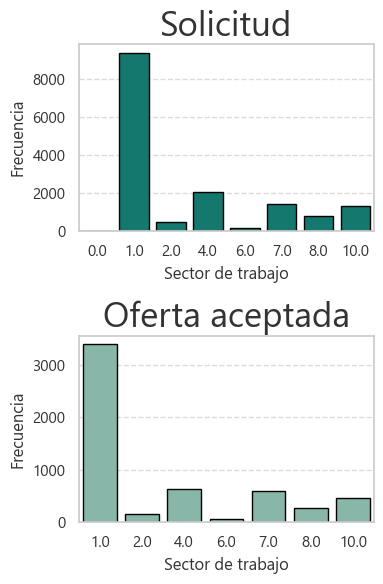 Solicitud
8000
6000
4000
2000
0
Frecuencia
0.0 1.0 2.0 4.0 6.0 7.0 8.0 10.0
Sector de trabajo
Oferta aceptada
3000
2000
1000
0
Frecuencia
1.0 2.0 4.0 6.0 7.0 8.0 10.0
Sector de trabajo